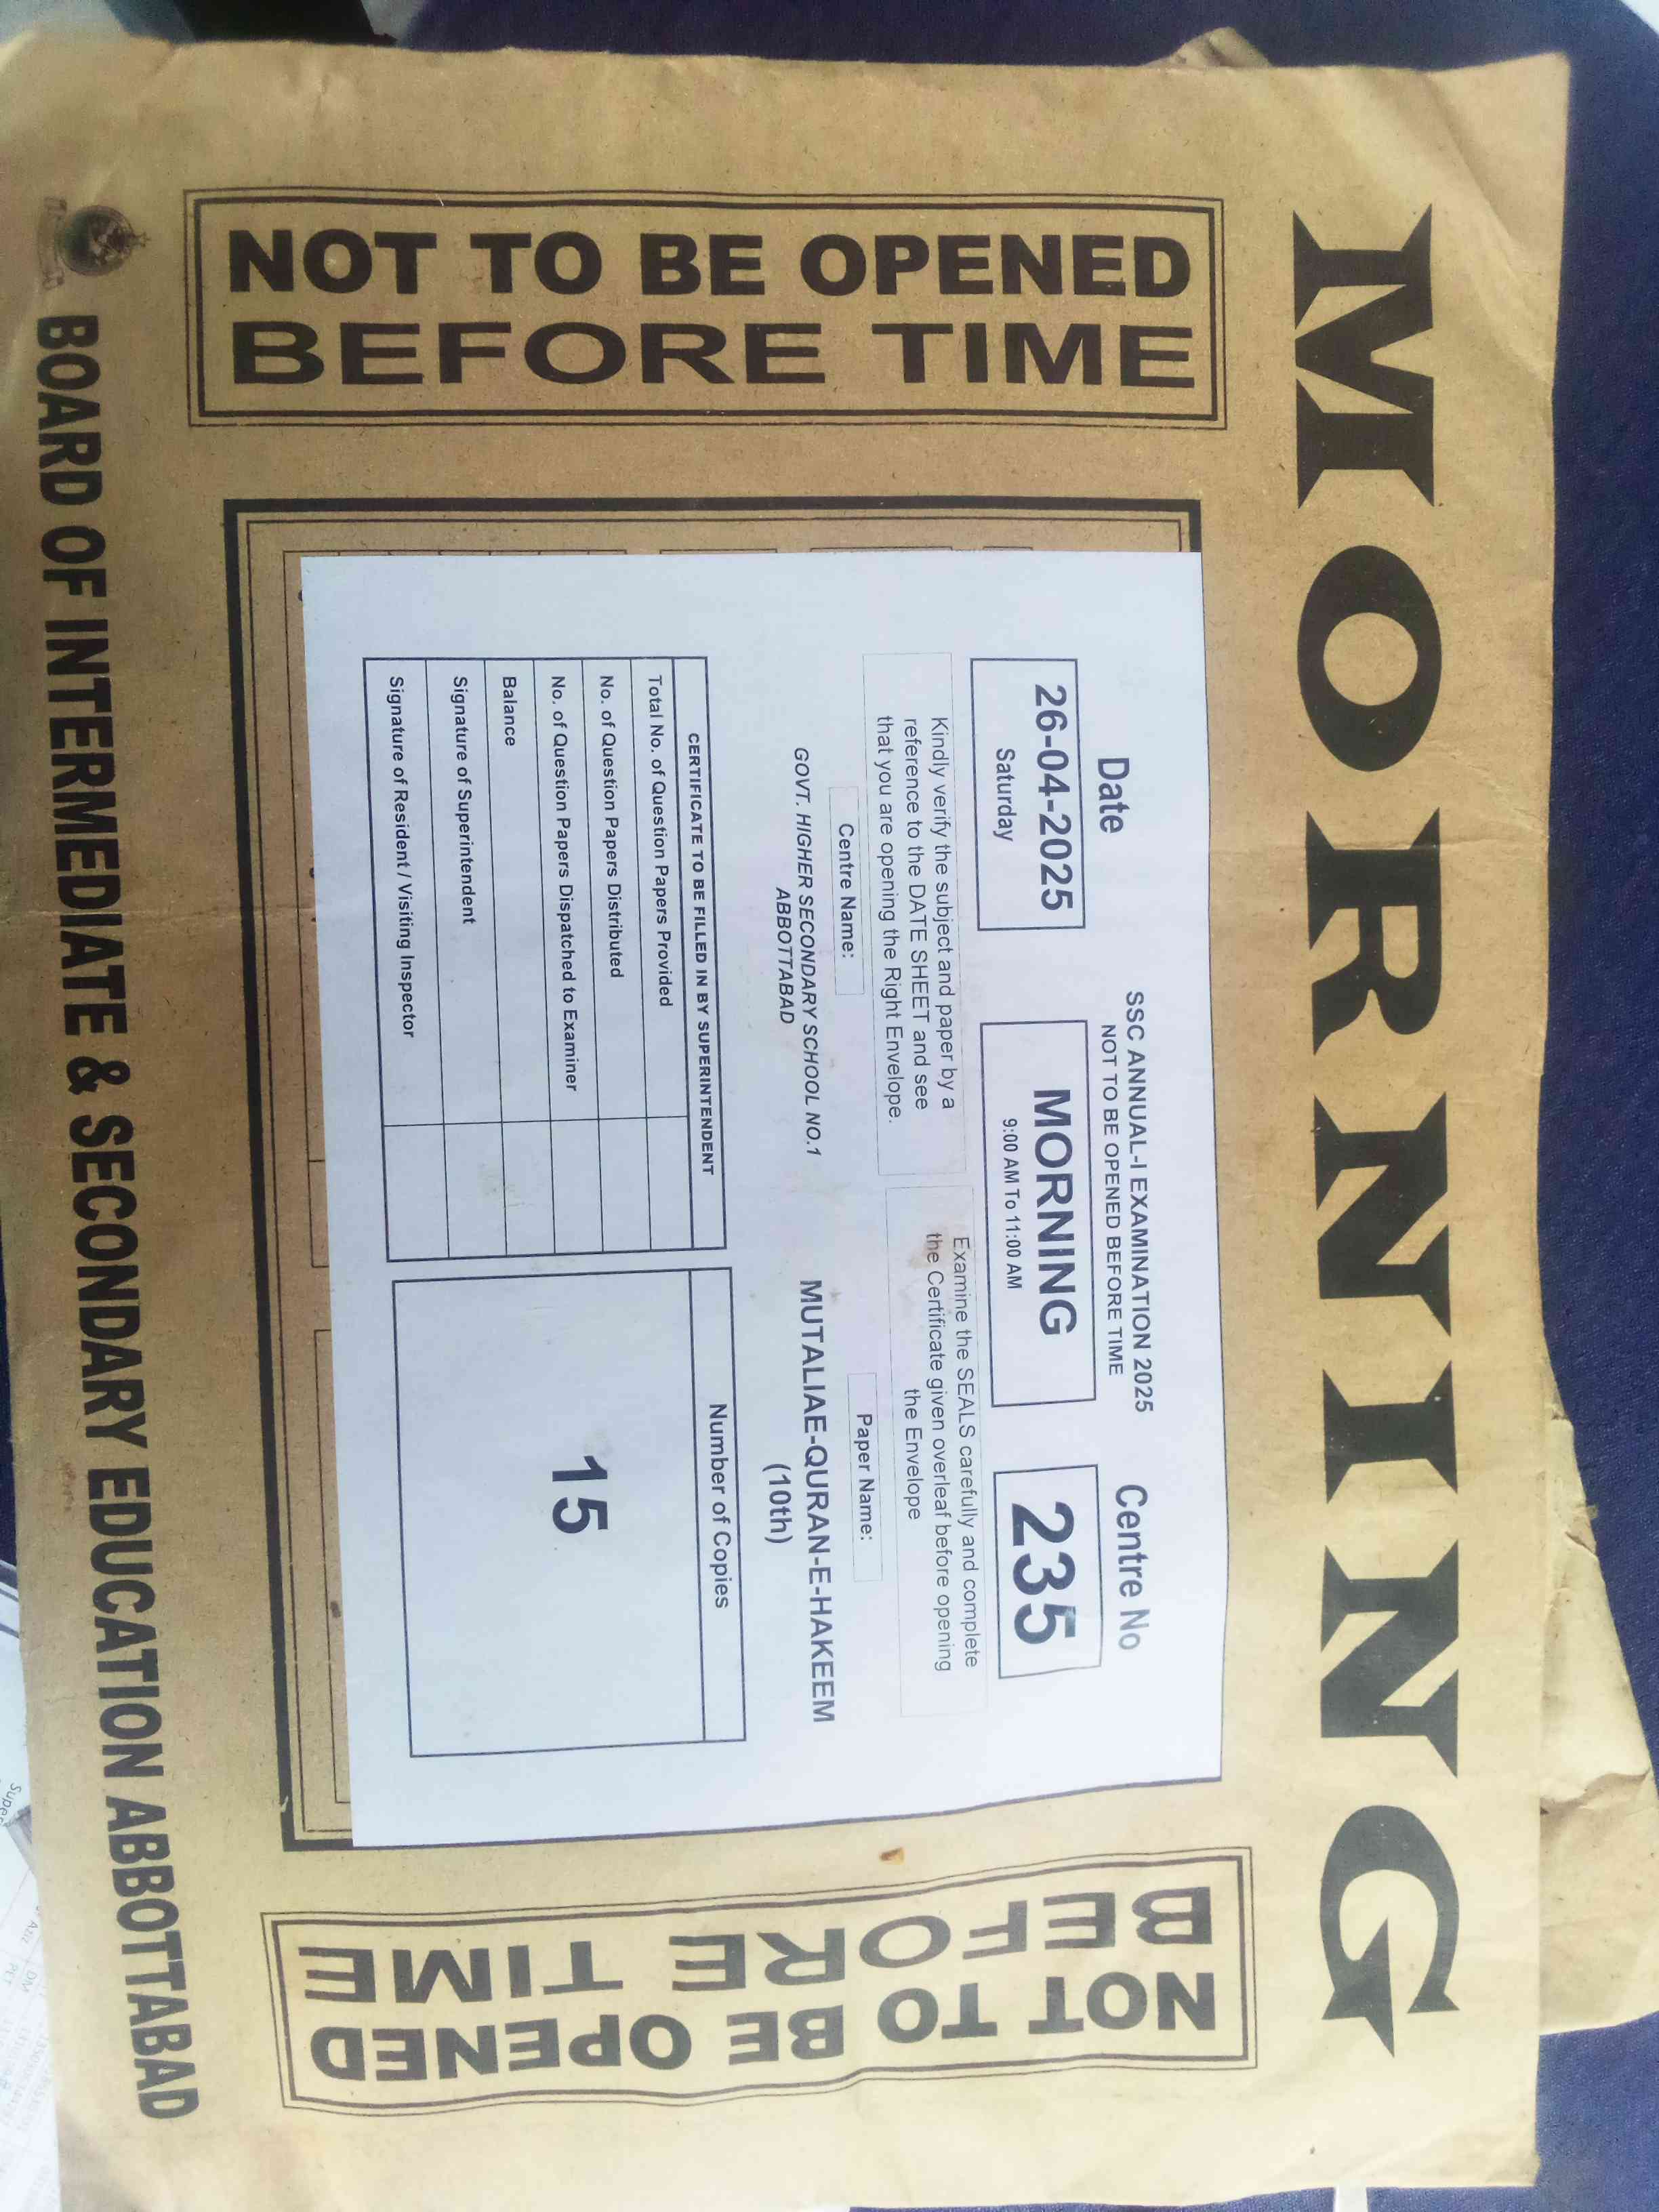 MORNING
NOT TO BE OPENED
BEFORE TIME
SSC ANNUAL-I EXAMINATION 2025
NOT TO BE OPENED BEFORE TIME
Date
26-04-2025
Saturday
MORNING
9:00 AM To 11:00 AM
Centre No
235
Kindly verify the subject and paper by a
reference to the DATE SHEET and see
that you are opening the Right Envelope.
Examine the SEALS carefully and complete
the Certificate given overleaf before opening
the Envelope
Centre Name:
GOVT. HIGHER SECONDARY SCHOOL NO.1
ABBOTTABAD
Paper Name:
MUTALIAE-QURAN-E-HAKEEM
(10th)
CERTIFICATE TO BE FILLED IN BY SUPERINTENDENT
Total No. of Question Papers Provided
No. of Question Papers Distributed
No. of Question Papers Dispatched to Examiner
Balance
Signature of Superintendent
Signature of Resident / Visiting Inspector
Number of Copies
15
NOT TO BE OPENED
BEFORE TIME
BOARD OF INTERMEDIATE & SECONDARY EDUCATION ABBOTTABAD